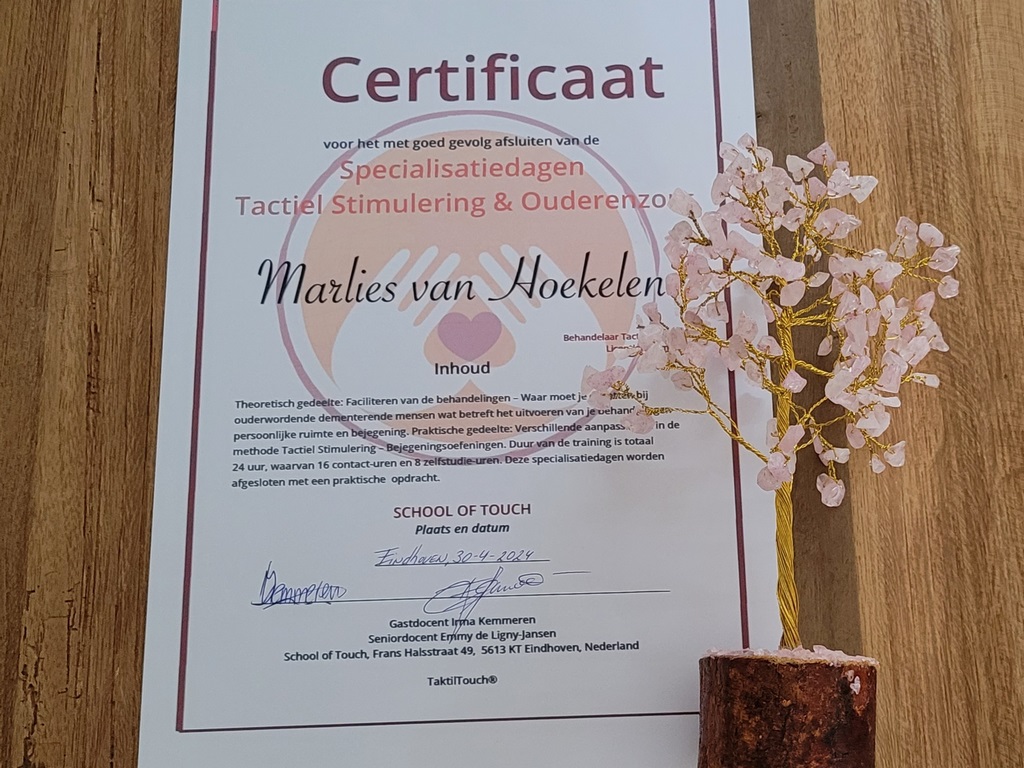 Certificaat
voor het met goed gevolg afsluiten van de
Specialisatiedagen
Tactiel Stimulering & Ouderenzo
Marlies van Hoekelen
Behandelaar Tact
Inhoud
Theoretisch gedeelte: Faciliteren van de behandelingen – Waar moet je bij
ouderwordende dementerende mensen wat betreft het uitvoeren van je
persoonlijke ruimte en bejegening. Praktische gedeelte: Verschillende aanpass in de
methode Tactiel Stimulering – Bejegeningsoefeningen. Duur van de training is totaal
24 uur, waarvan 16 contact-uren en 8 zelfstudie-uren. Deze specialisatiedagen worden
afgesloten met een praktische opdracht.
SCHOOL OF TOUCH
Plaats en datum
Eindhoven, 30-4-2024
Gastdocent Irma Kemmeren
Seniordocent Emmy de Ligny-Jansen
School of Touch, Frans Halsstraat 49, 5613 KT Eindhoven, Nederland
TaktilTouch®